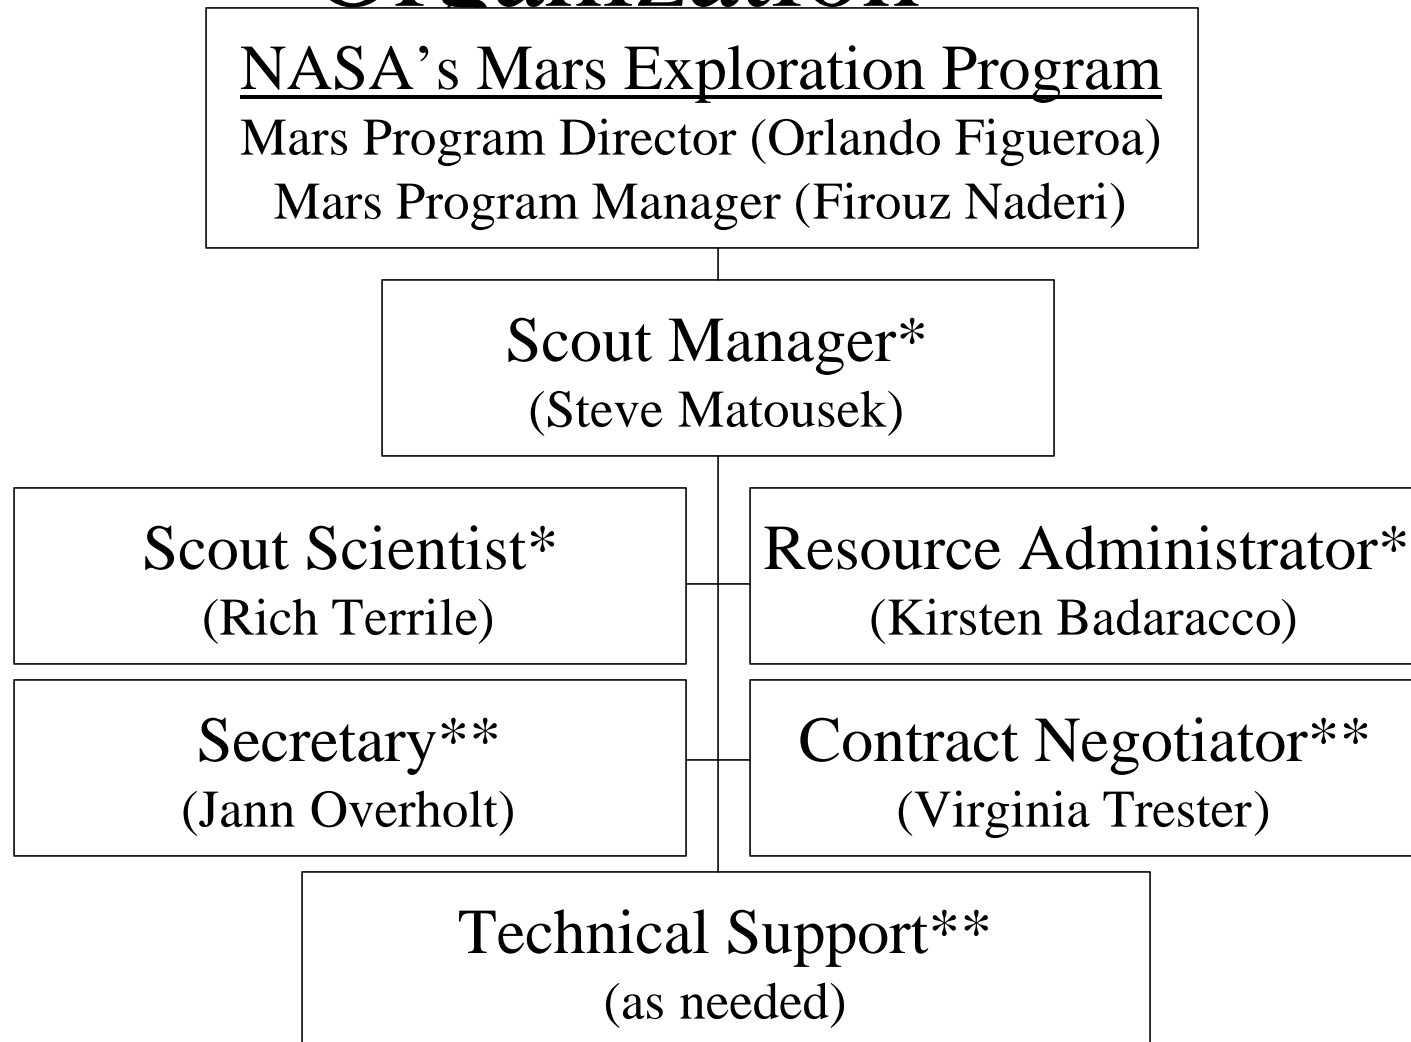 Organization
NASA’s Mars Exploration Program
Mars Program Director (Orlando Figueroa)
Mars Program Manager (Firouz Naderi)
Scout Manager*
(Steve Matousek)
Scout Scientist*
(Rich Terrile)
Resource Administrator*
(Kirsten Badaracco)
Secretary**
(Jann Overholt)
Contract Negotiator**
(Virginia Trester)
Technical Support**
(as needed)